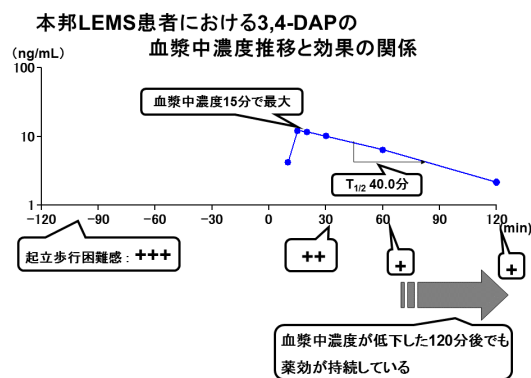 本邦LEMS患者における3,4-DAPの
血漿中濃度推移と効果の関係
(ng/mL)
100
血漿中濃度15分で最大
10
T1/2 40.0分
1
-120 -90 -60 -30 0 30 60 90 120
(min)
起立歩行困難感：+++
++
+
+
血漿中濃度が低下した120分後でも
薬効が持続している